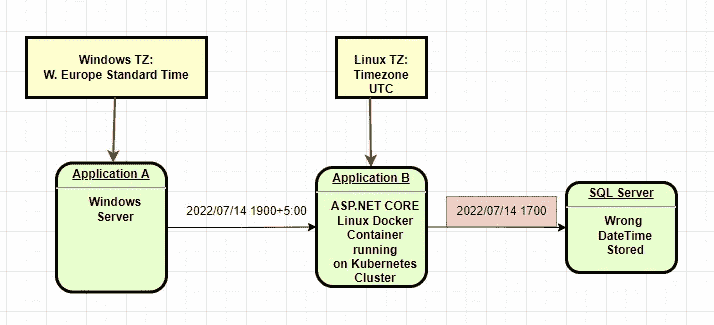 Windows TZ:
W. Europe Standard Time
Linux TZ:
Timezone
UTC
Application A
Windows
Server
2022/07/14 1900+5:00
Application B
ASP.NET CORE
Linux Docker
Container
running
on Kubernetes
Cluster
2022/07/14 1700
SQL Server
Wrong
DateTime
Stored